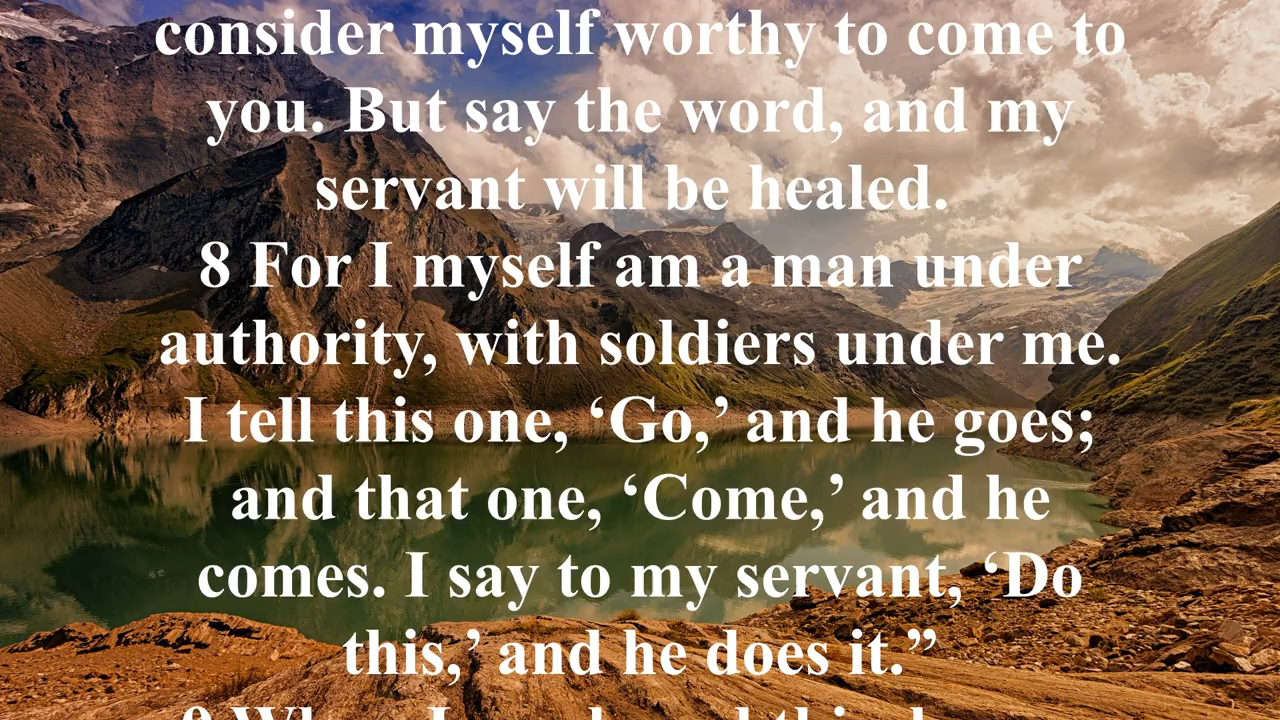 consider myself worthy to come to
you. But say the word, and my
servant will be healed.
8 For I myself am a man under
authority, with soldiers under me.
I tell this one, ‘Go,’ and he goes;
and that one, ‘Come,’ and he
comes. I say to my servant, ‘Do
this,’ and he does it.”